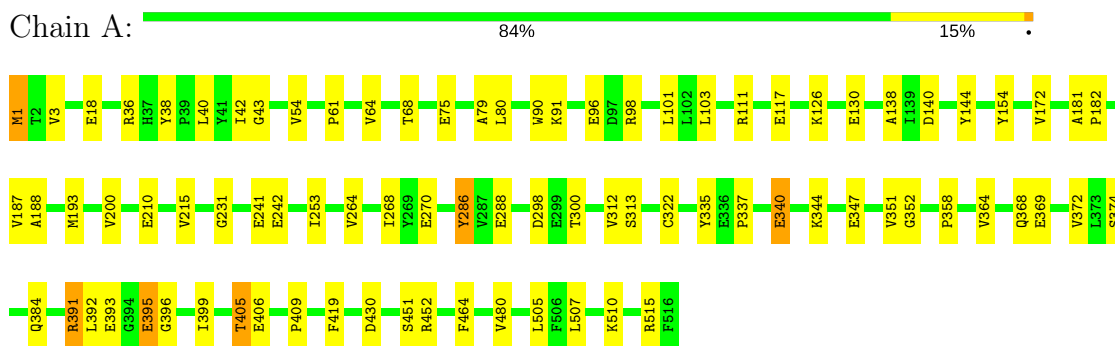 Chain A:
84% 15% •
M1 T2 V3 E18 R36 H37 Y38 P39 L40 Y41 I42 G43 V54 P61 V64 T68 E75 A79 L80 W90 K91 E96 D97 R98 L101 L102 L103 R111 E117 K126 E130 A138 I139 D140 Y144 Y154 V172 A181 P182
V187 A188 M193 V200 E210 V215 G231 E241 E242 I253 V264 I268 Y269 E270 Y286 V287 E288 D298 E299 T300 V312 S313 C322 Y335 E336 P337 E340 K344 E347 V351 G352 P358 V364 Q368 E369 V372 L373 S374
Q384 R391 L392 E393 G394 E395 G396 I399 T405 E406 P409 F419 D430 S451 R452 F464 V480 L505 F506 L507 K510 R515 F516